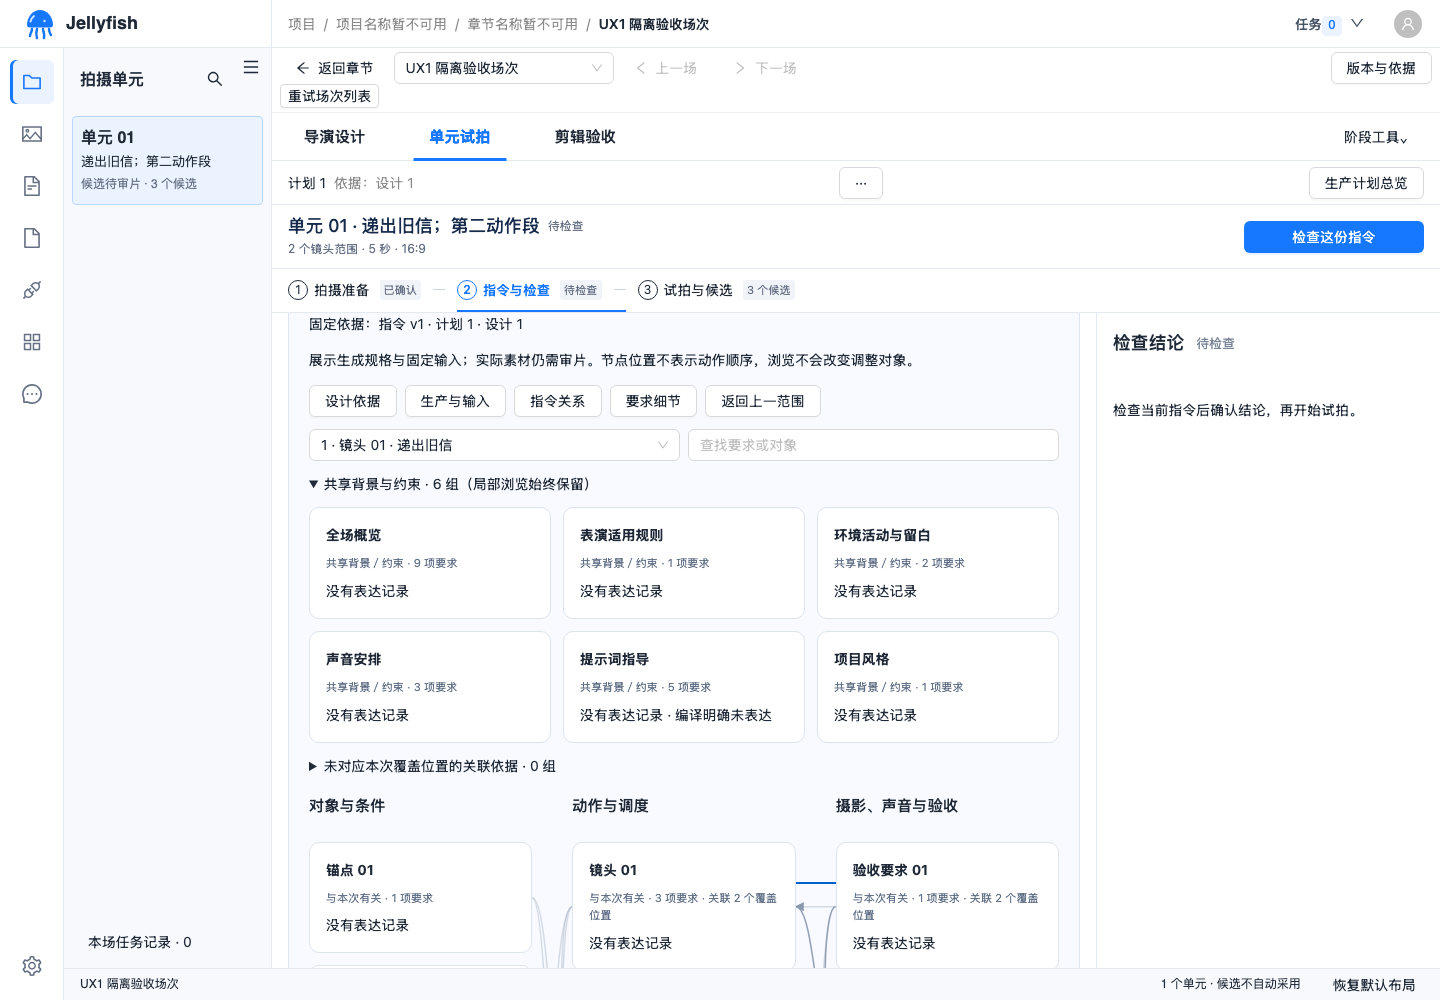 Jellyfish
项目 / 项目名称暂不可用 / 章节名称暂不可用 / UX1 隔离验收场次
任务 0
拍摄单元
返回章节
UX1 隔离验收场次
上一场
下一场
版本与依据
重试场次列表
单元 01
递出旧信；第二动作段
候选待审片 · 3 个候选
导演设计
单元试拍
剪辑验收
阶段工具
计划 1 依据：设计 1
···
生产计划总览
单元 01 · 递出旧信；第二动作段 待检查
2 个镜头范围 · 5 秒 · 16:9
检查这份指令
1 拍摄准备 已确认
2 指令与检查 待检查
3 试拍与候选 3 个候选
固定依据：指令 v1 · 计划 1 · 设计 1
展示生成规格与固定输入；实际素材仍需审片。节点位置不表示动作顺序，浏览不会改变调整对象。
设计依据
生产与输入
指令关系
要求细节
返回上一范围
1 · 镜头 01 · 递出旧信
查找要求或对象
共享背景与约束 · 6 组（局部浏览始终保留）
全场概览
共享背景 / 约束 · 9 项要求
没有表达记录
表演适用规则
共享背景 / 约束 · 1 项要求
没有表达记录
环境活动与留白
共享背景 / 约束 · 2 项要求
没有表达记录
声音安排
共享背景 / 约束 · 3 项要求
没有表达记录
提示词指导
共享背景 / 约束 · 5 项要求
没有表达记录 · 编译明确未表达
项目风格
共享背景 / 约束 · 1 项要求
没有表达记录
未对应本次覆盖位置的关联依据 · 0 组
对象与条件
动作与调度
摄影、声音与验收
锚点 01
与本次有关 · 1 项要求
没有表达记录
镜头 01
与本次有关 · 3 项要求 · 关联 2 个覆盖
位置
没有表达记录
验收要求 01
与本次有关 · 1 项要求 · 关联 2 个覆盖
位置
没有表达记录
检查结论 待检查
检查当前指令后确认结论，再开始试拍。
本场任务记录 · 0
UX1 隔离验收场次
1 个单元 · 候选不自动采用
恢复默认布局